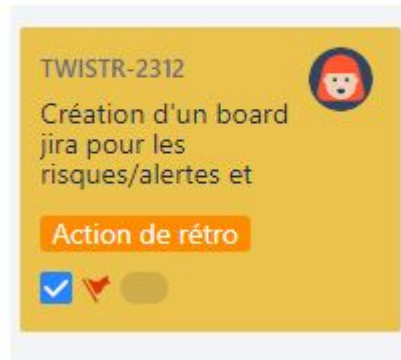 TWISTR-2312
Création d'un board
jira pour les
risques/alertes et
Action de rétro